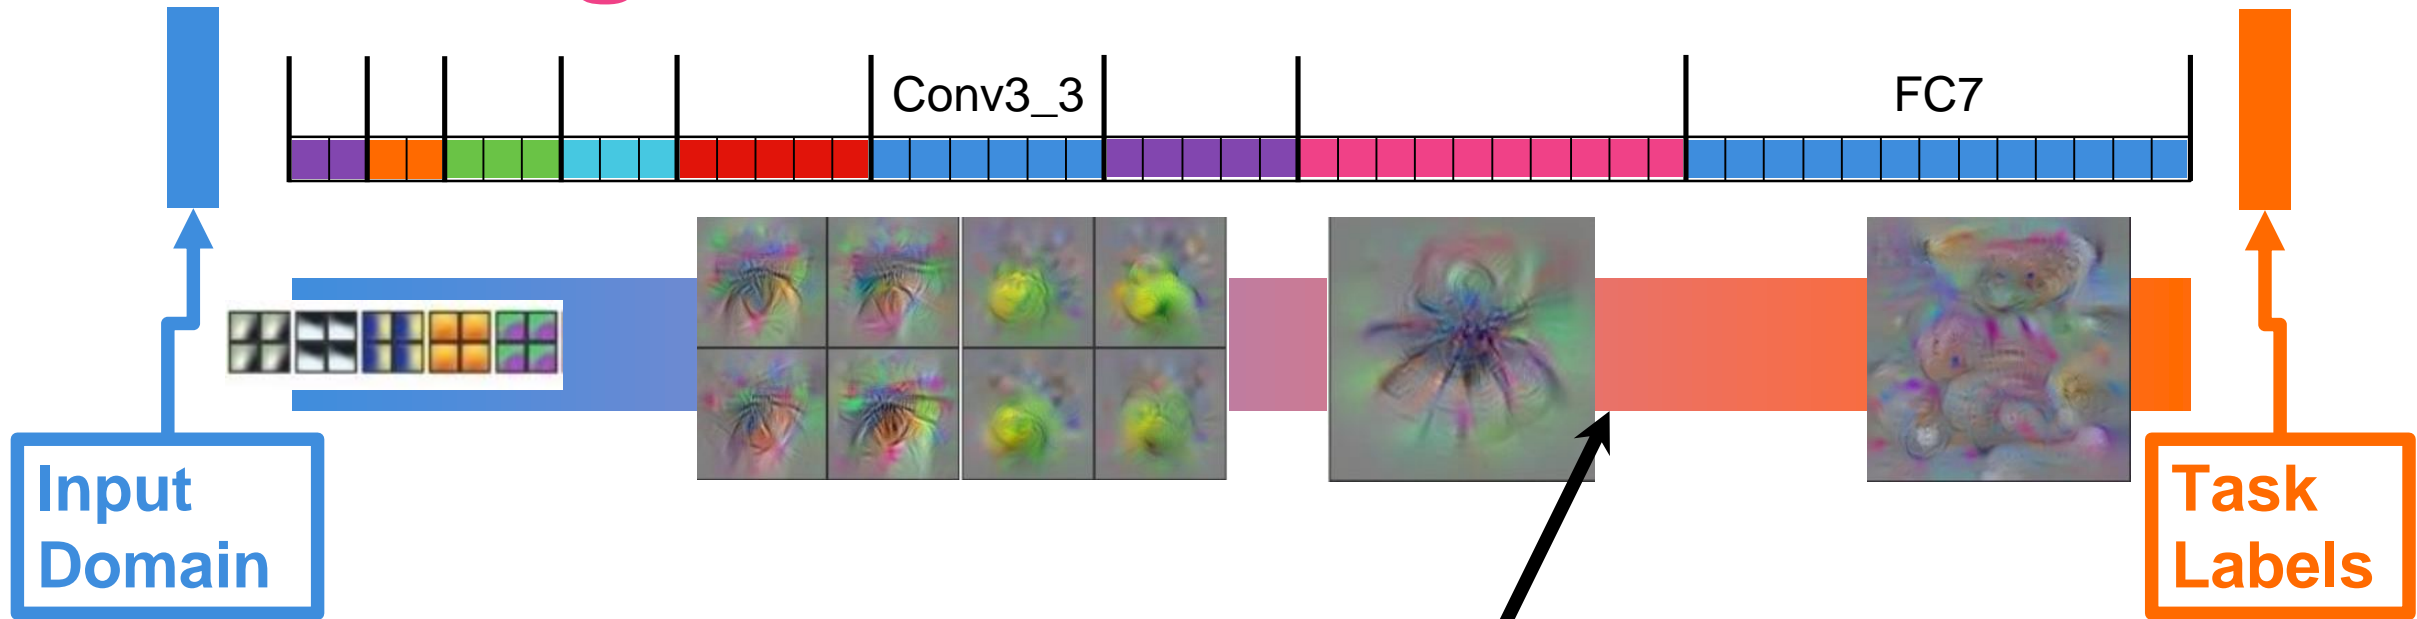 Conv3_3
FC7
Input
Domain
Task
Labels